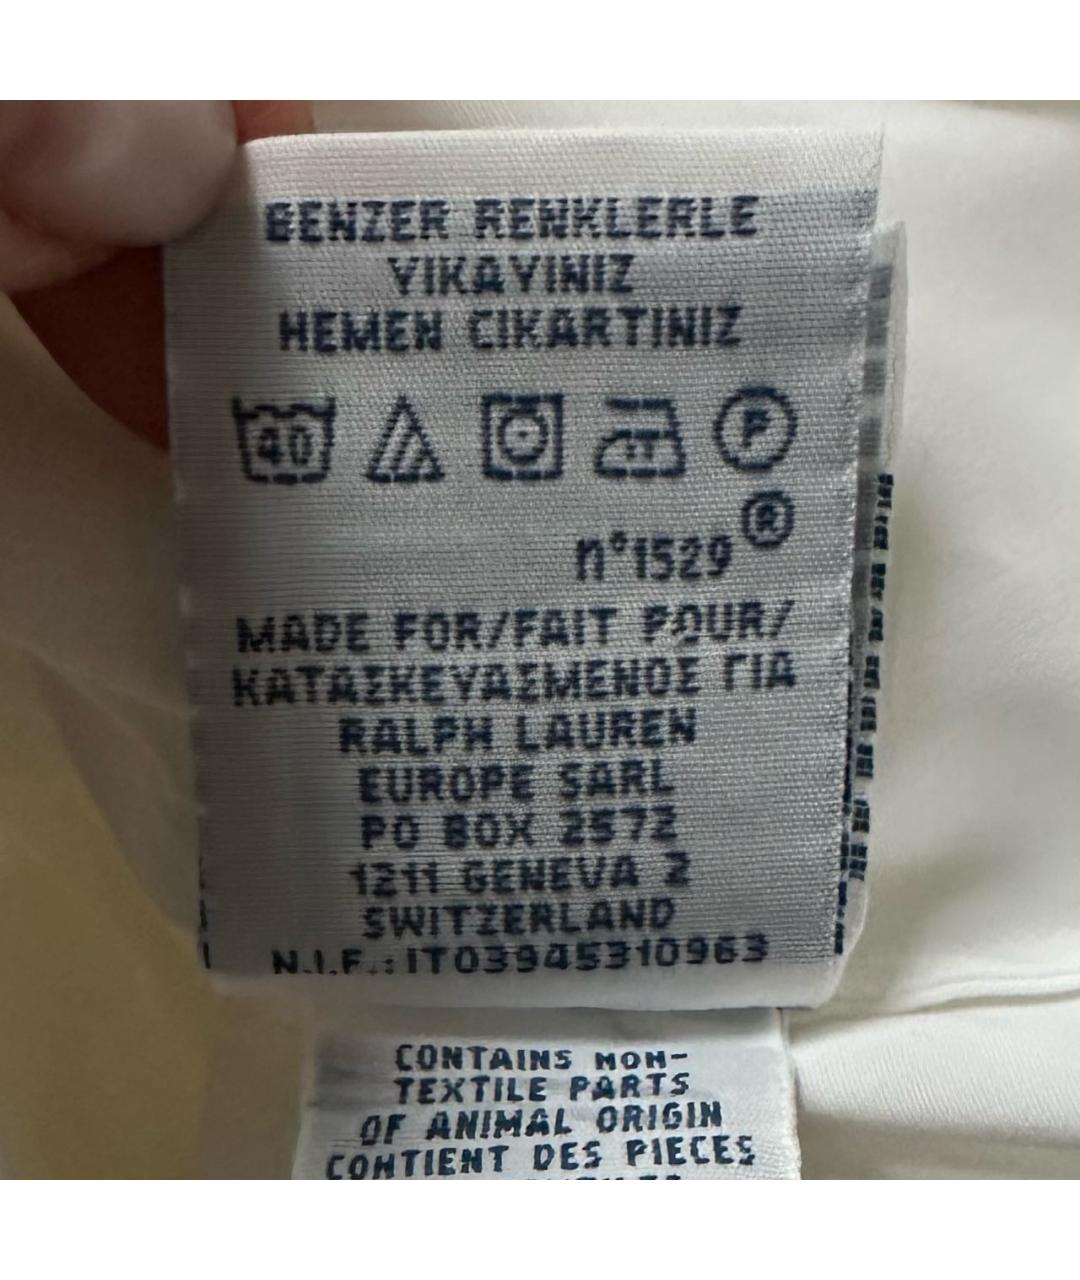 BENZER RENKLERLE
YIKAYINIZ
HEMEN CIKARTINIZ
40 P
n°1529®
MADE FOR/FAIT POUR/
ΚΑΤΑΣΚΕΥΑΣΜΕΝΟΣ ΓΙΑ
RALPH LAUREN
EUROPE SARL
PO BOX 2572
1211 GENEVA 2
SWITZERLAND
N.I.F.: IT03945310963
CONTAINS NON-
TEXTILE PARTS
OF ANIMAL ORIGIN
CONTIENT DES PIECES